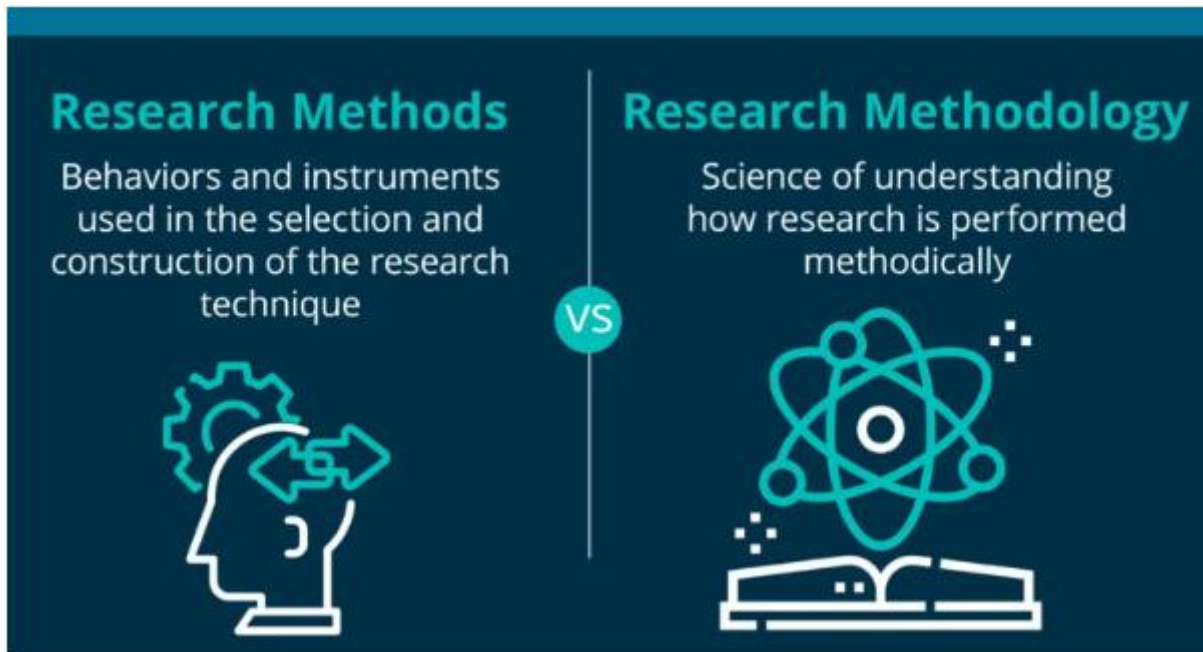 Research Methods
Behaviors and instruments
used in the selection and
construction of the research
technique
VS
Research Methodology
Science of understanding
how research is performed
methodically